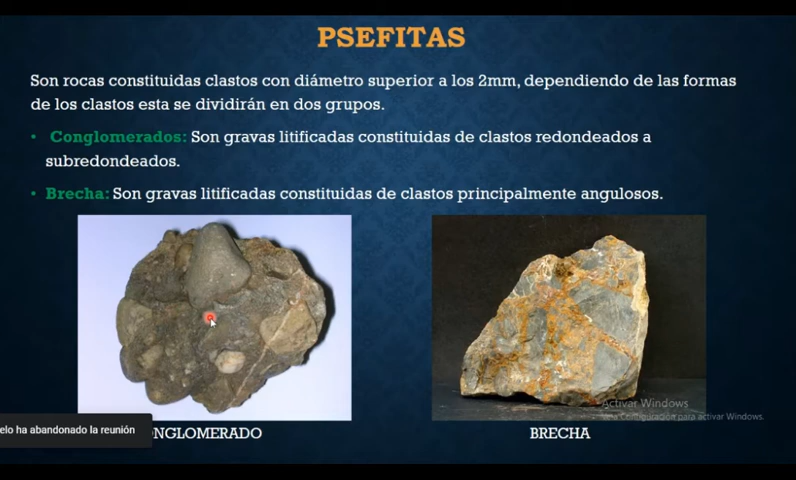 PSEFITAS
Son rocas constituidas clastos con diámetro superior a los 2mm, dependiendo de las formas
de los clastos esta se dividirán en dos grupos.
• Conglomerados: Son gravas litificadas constituidas de clastos redondeados a
subredondeados.
• Brecha: Son gravas litificadas constituidas de clastos principalmente angulosos.
Activar Windows
Configuración para activar Windows.
elo ha abandonado la reunión
NGLOMERADO
BRECHA